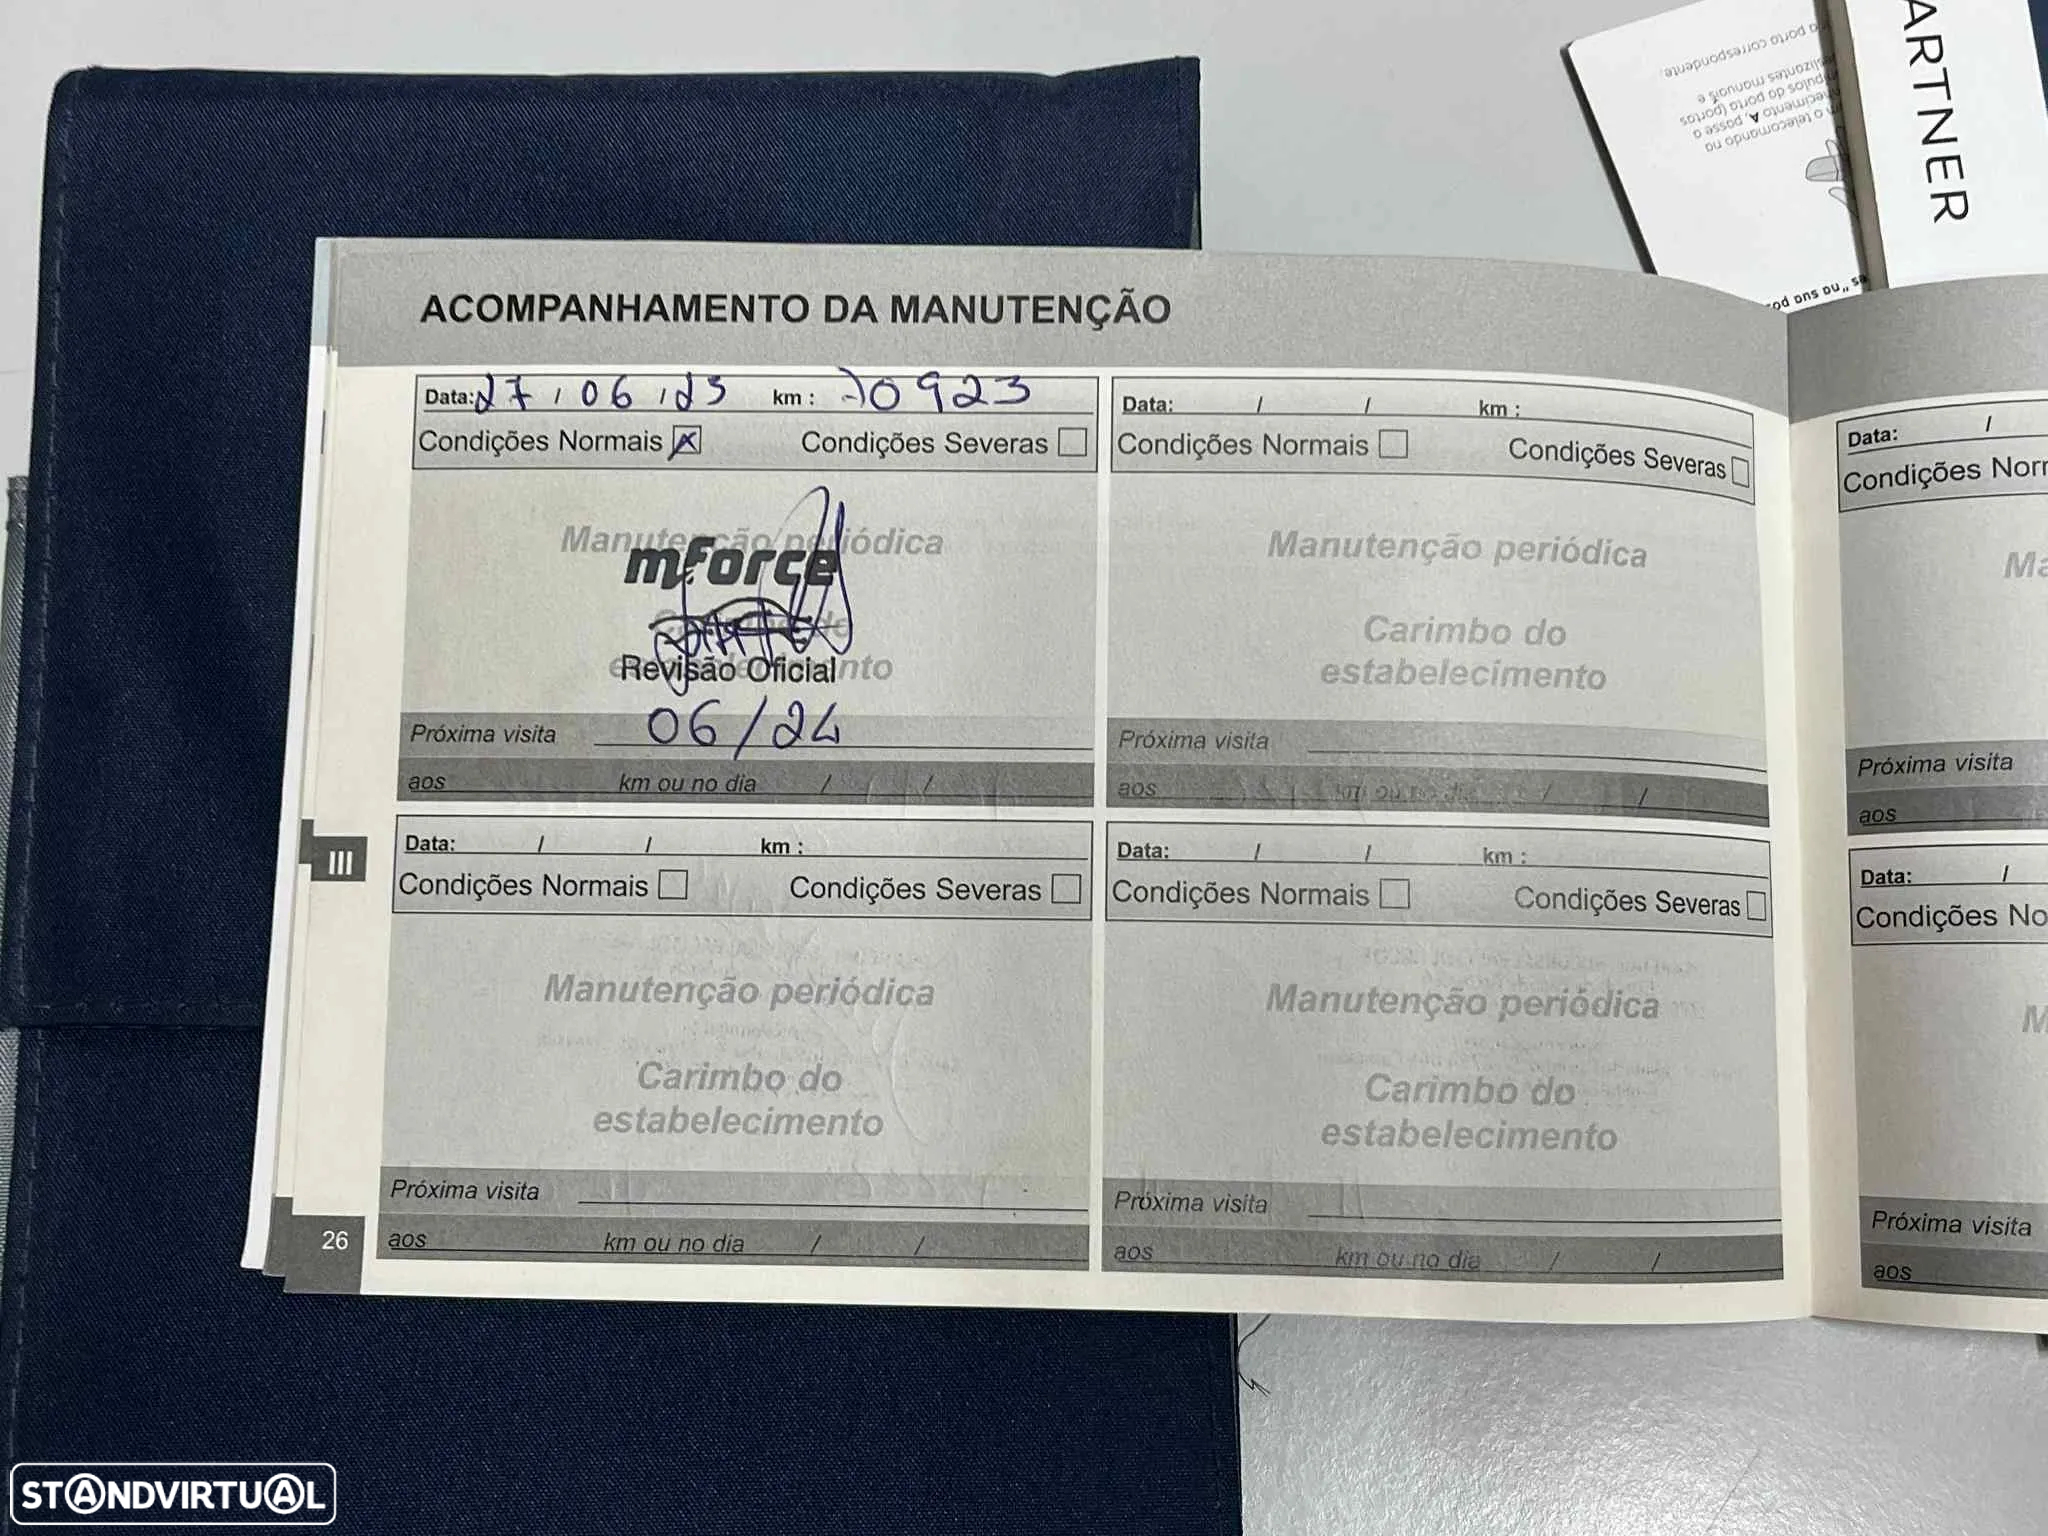 ra porta correspondente.
ARTNER
ACOMPANHAMENTO DA MANUTENÇÃO
Data: 27 / 06 / 23 km : 70923
Condições Normais X Condições Severas
Manutenção periódica
mforce
Revisão Oficial
Próxima visita 06/24
aos km ou no dia / /
Data: / / km :
Condições Normais Condições Severas
Manutenção periódica
Carimbo do
estabelecimento
Próxima visita
aos km ou no dia / /
Data: / / km :
Condições Normais Condições Severas
Manutenção periódica
Carimbo do
estabelecimento
Próxima visita
aos km ou no dia / /
Data: / / km :
Condições Normais Condições Severas
Manutenção periódica
Carimbo do
estabelecimento
Próxima visita
aos km ou no dia / /
III
26
Data: /
Condições Norr
Ma
Próxima visita
aos
Data: /
Condições No
M
Próxima visita
aos
STANDVIRTUAL